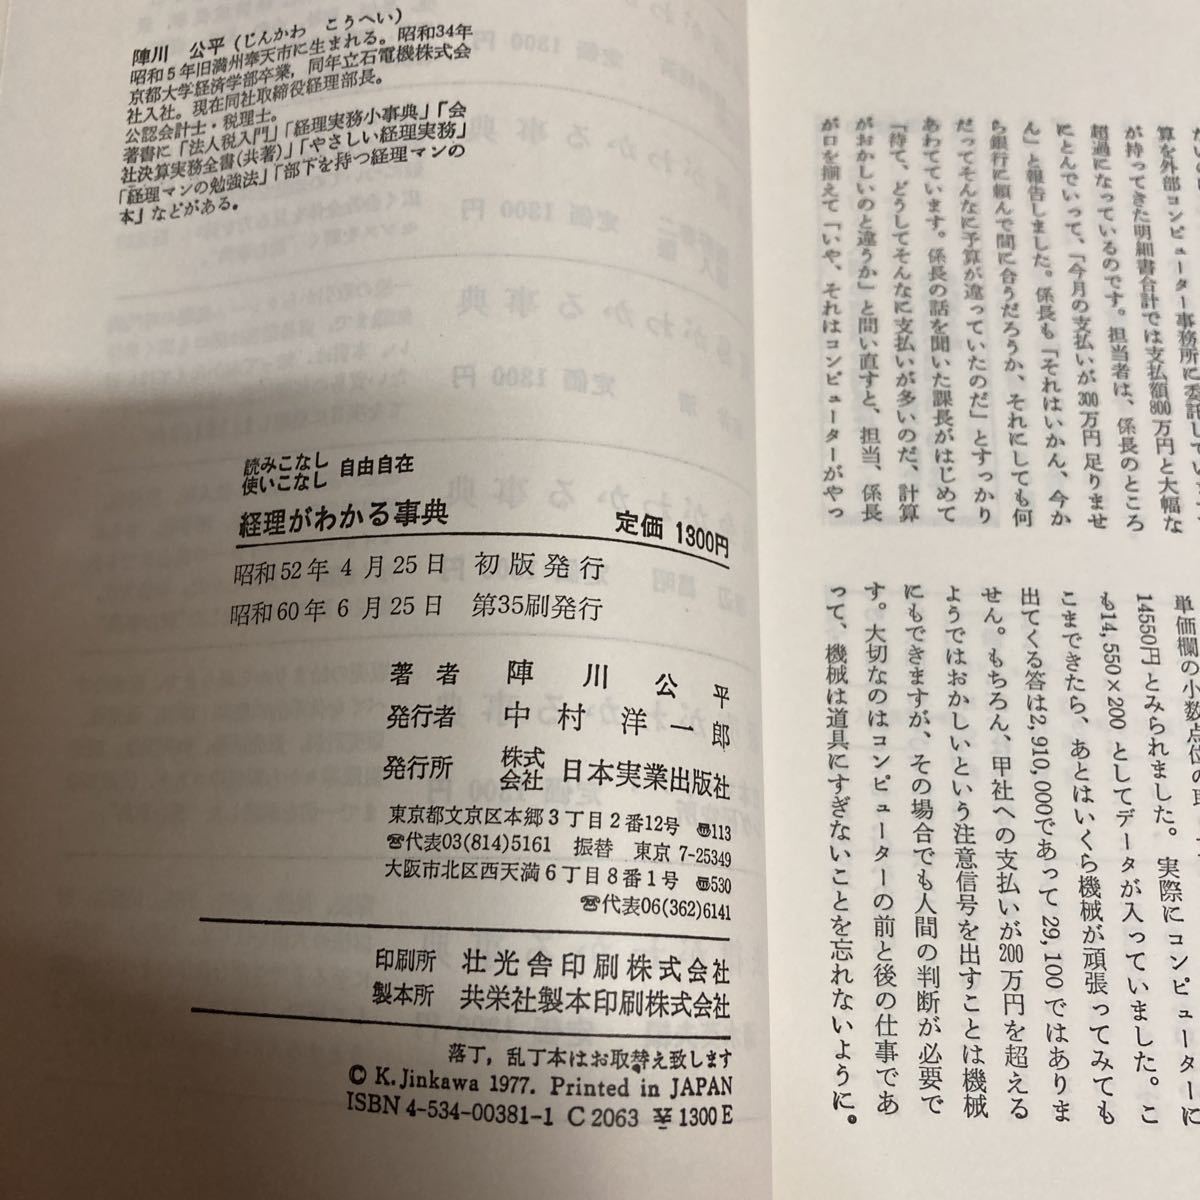 陣川　公平（じんかわ　こうへい）
昭和５年旧満州奉天市に生まれる。昭和34年
京都大学経済学部卒業，同年立石電機株式会
社入社。現在同社取締役経理部長。
公認会計士・税理士。
著書に「法人税入門」「経理実務小事典」「会
社決算実務全書（共著）」「やさしい経理実務」
「経理マンの勉強法」「部下を持つ経理マンの
本」などがある。
読みこなし
使いこなし　自由自在
経理がわかる事典　定価 1300円
昭和52年４月25日　初版発行
昭和60年６月25日　第35刷発行
著者　陣川公平
発行者　中村洋一郎
発行所　株式会社　日本実業出版社
東京都文京区本郷３丁目２番12号　〠113
☎代表03(814)5161　振替　東京 7-25349
大阪市北区西天満６丁目８番１号　〠530
☎代表06(362)6141
印刷所　壮光舎印刷株式会社
製本所　共栄社製本印刷株式会社
落丁，乱丁本はお取替え致します
© K. Jinkawa 1977. Printed in JAPAN
ISBN 4-534-00381-1 C 2063 ¥ 1300 E
算を外部コンピューター事務所に委託してい
が持ってきた明細書合計では支払額800万円と大幅な
超過になっているのです。担当者は、係長のところ
にとんでいって、「今月の支払いが300万円足りませ
ん」と報告しました。係長も「それはいかん、今か
ら銀行に頼んで間に合うだろうか、それにしても何
だってそんなに予算が違っていたのだ」とすっかり
あわてています。係長の話を聞いた課長がはじめて
「待て、どうしてそんなに支払いが多いのだ、計算
がおかしいのと違うか」と問い直すと、担当、係長
が口を揃えて「いや、それはコンピューターがやっ
単価欄の小数点位の
14550円とみられました。実際にコンピューターに
も14,550×200としてデータが入っていました。こ
こまできたら、あとはいくら機械が頑張ってみても
出てくる答は2,910,000であって29,100ではありま
せん。もちろん、甲社への支払いが200万円を超える
ようではおかしいという注意信号を出すことは機械
にもできますが、その場合でも人間の判断が必要で
す。大切なのはコンピューターの前と後の仕事であ
って、機械は道具にすぎないことを忘れないように。